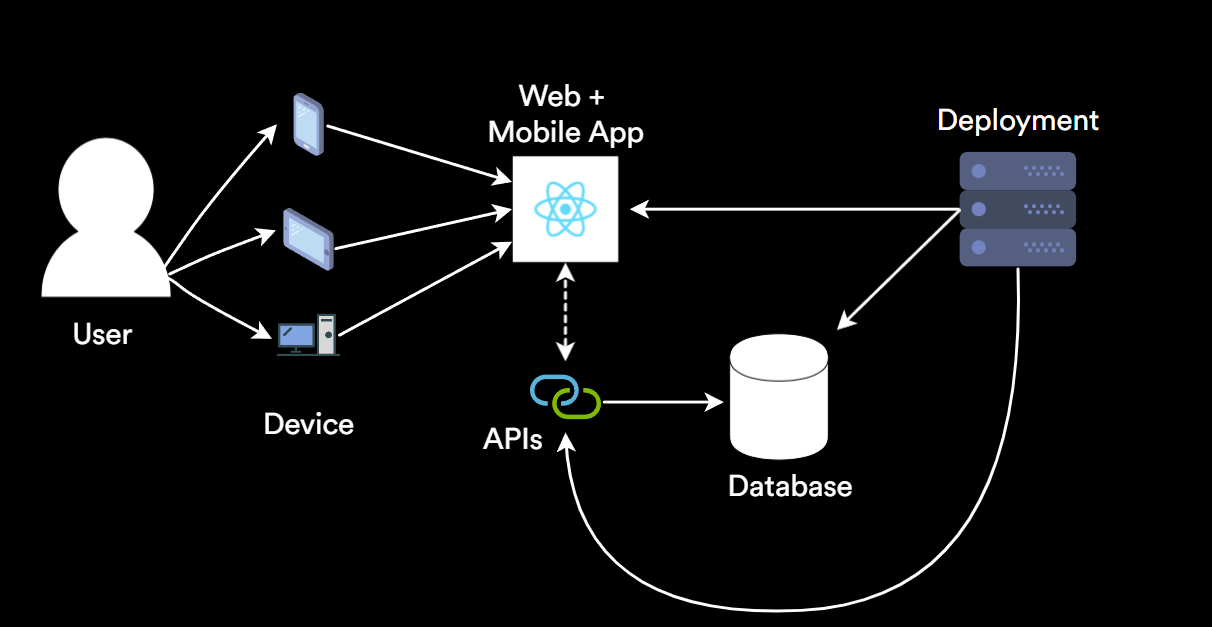 Web +
Mobile App
Deployment
User
Device
APIs
Database